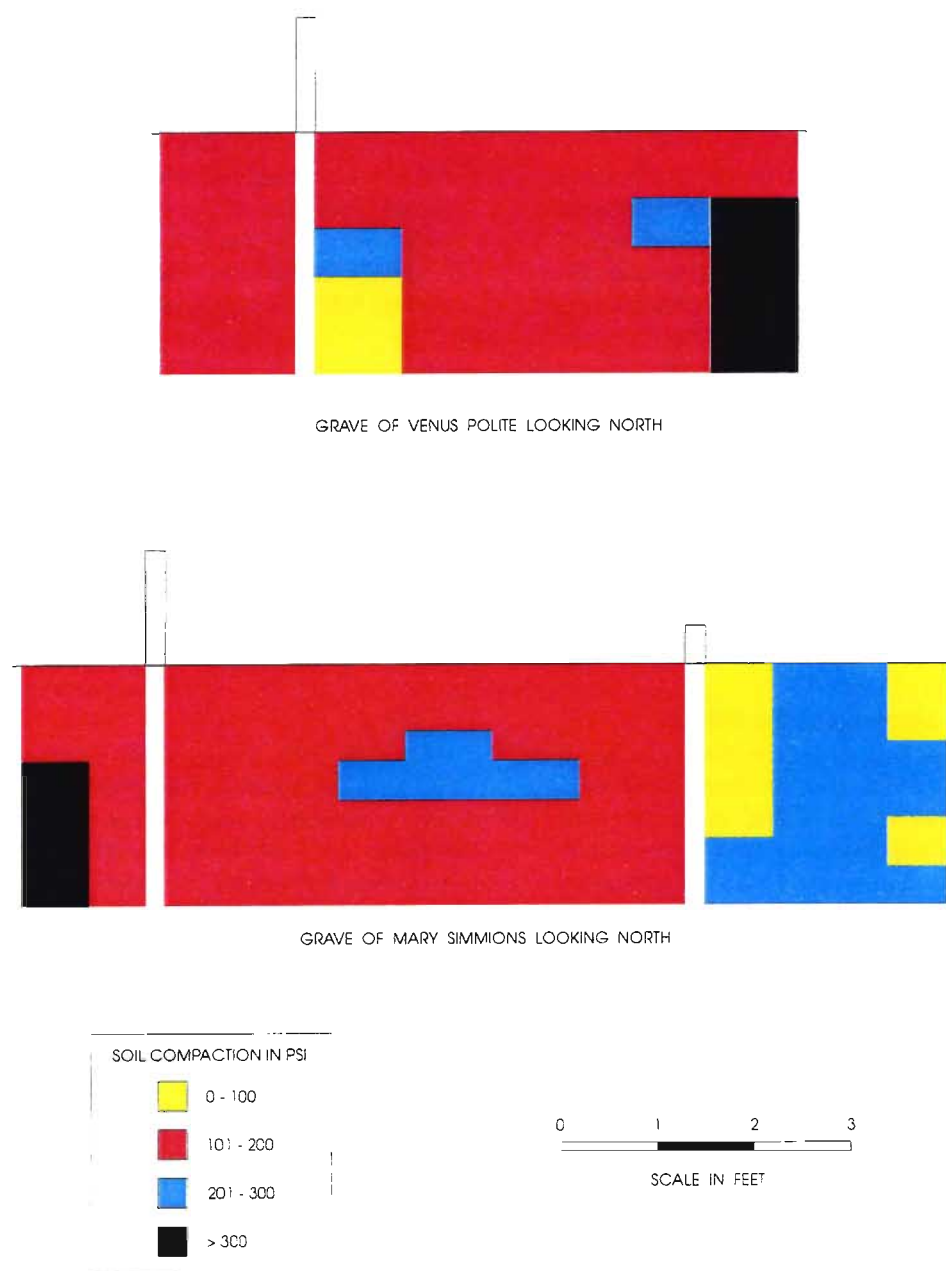 GRAVE OF VENUS POLITE LOOKING NORTH
GRAVE OF MARY SIMMIONS LOOKING NORTH
SOIL COMPACTION IN PSI
0 - 100
101 - 200
201 - 300
> 300
0 1 2 3
SCALE IN FEET